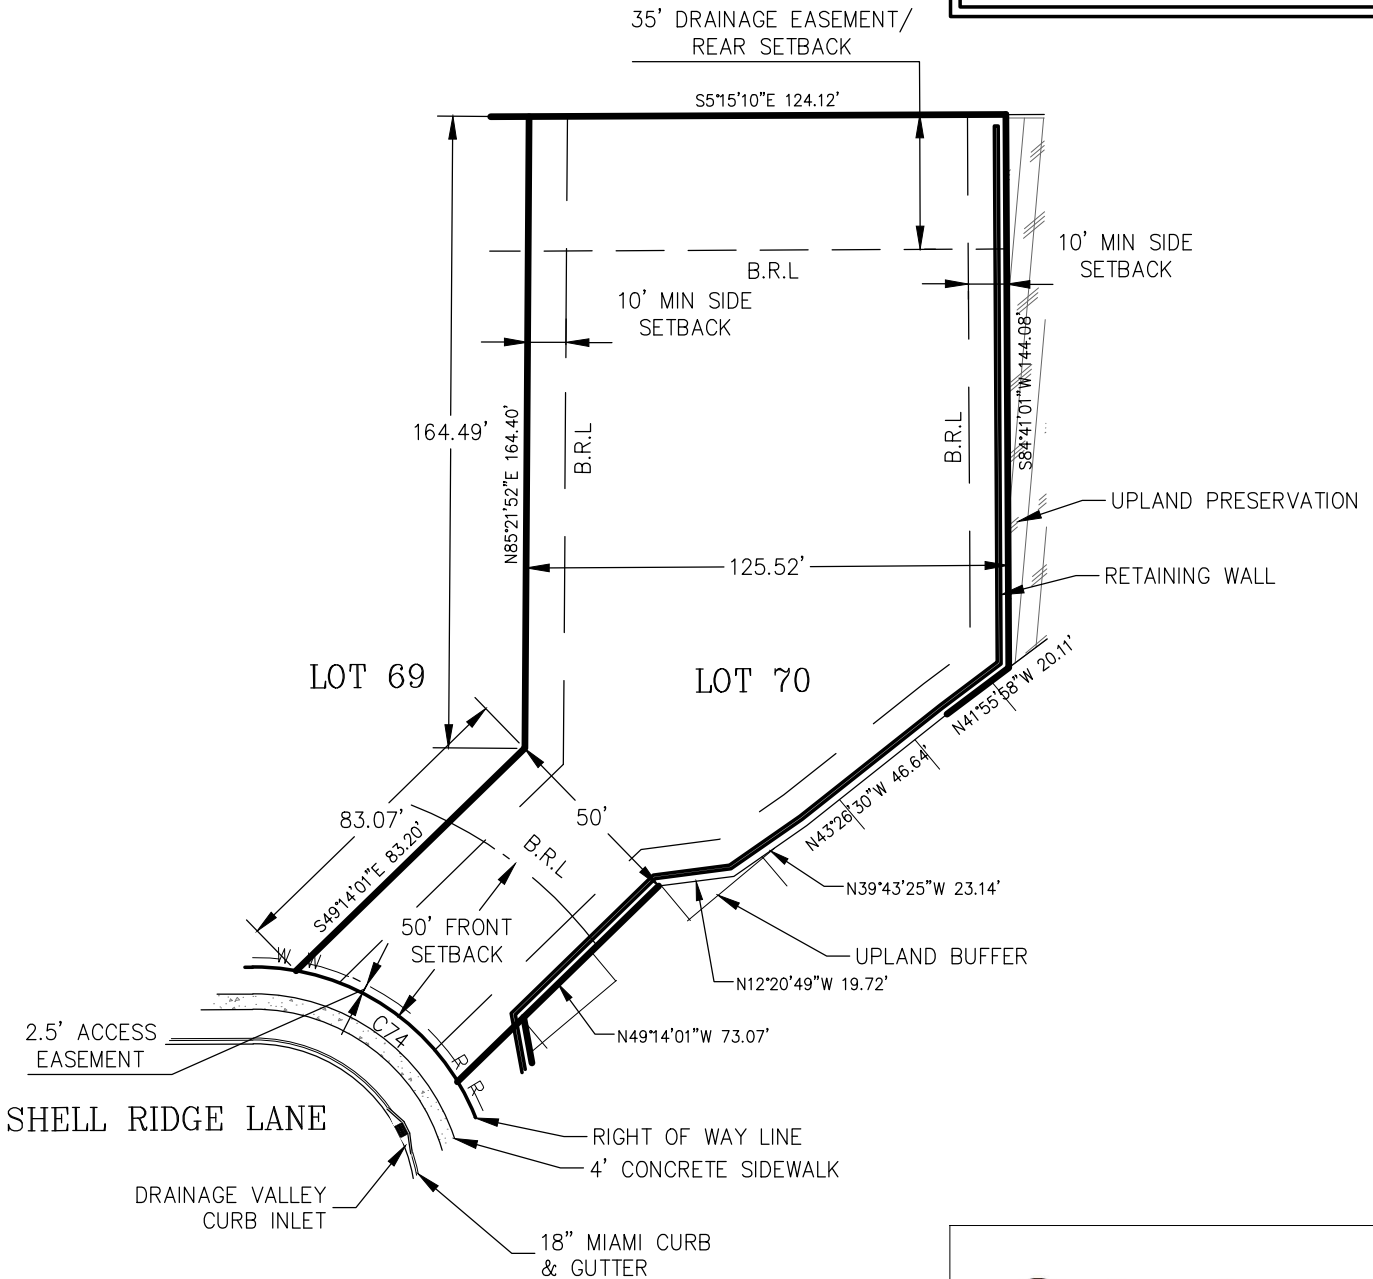 35' DRAINAGE EASEMENT/
REAR SETBACK
S5°15'10"E 124.12'
B.R.L
10' MIN SIDE
SETBACK
10' MIN SIDE
SETBACK
164.49'
N85°21'52"E 164.40'
B.R.L
B.R.L
S84°41'01"W 144.08'
UPLAND PRESERVATION
125.52'
RETAINING WALL
LOT 69
LOT 70
N41°55'58"W 20.11'
83.07'
S49°14'01"E 83.20'
50'
B.R.L
N43°26'30"W 46.64'
N39°43'25"W 23.14'
50' FRONT
SETBACK
W W
UPLAND BUFFER
N12°20'49"W 19.72'
2.5' ACCESS
EASEMENT
C74
N49°14'01"W 73.07'
R R
SHELL RIDGE LANE
RIGHT OF WAY LINE
4' CONCRETE SIDEWALK
DRAINAGE VALLEY
CURB INLET
18" MIAMI CURB
& GUTTER